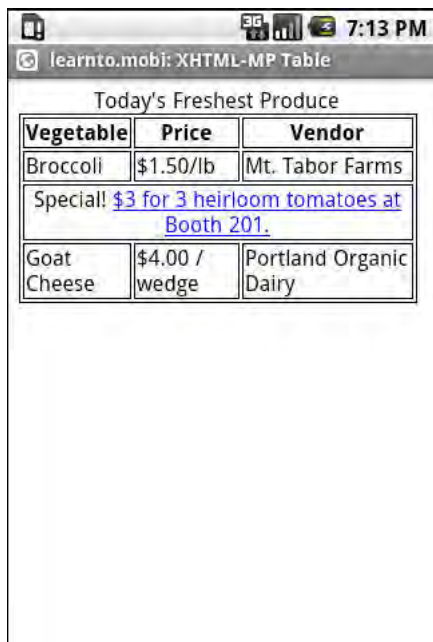 3G
7:13 PM
learnto.mobi: XHTML-MP Table
Today's Freshest Produce
Vegetable Price Vendor
Broccoli $1.50/lb Mt. Tabor Farms
Special! $3 for 3 heirloom tomatoes at
Booth 201.
Goat $4.00 / Portland Organic
Cheese wedge Dairy